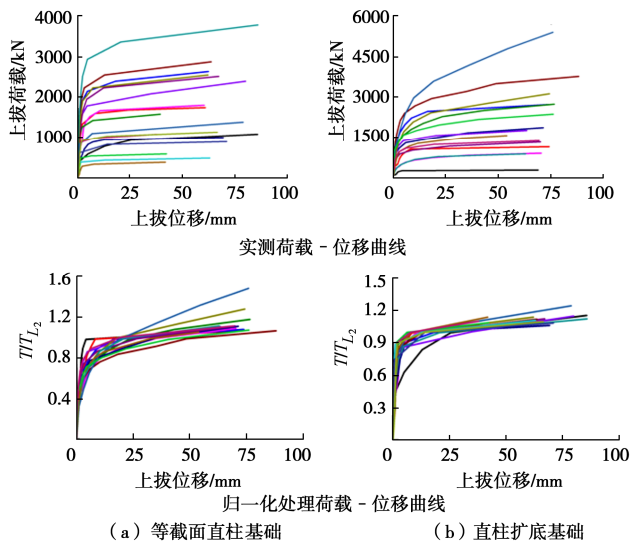 4000
3000
2000
1000
上拔荷载/kN
0 25 50 75 100
上拔位移/mm
6000
4500
3000
1500
上拔荷载/kN
0 25 50 75 100
上拔位移/mm
实测荷载-位移曲线
1.6
1.2
0.8
0.4
T/T_{L_2}
0 25 50 75 100
上拔位移/mm
1.5
1.2
0.9
0.6
0.3
T/T_{L_2}
0 25 50 75 100
上拔位移/mm
归一化处理荷载-位移曲线
（a）等截面直柱基础
（b）直柱扩底基础